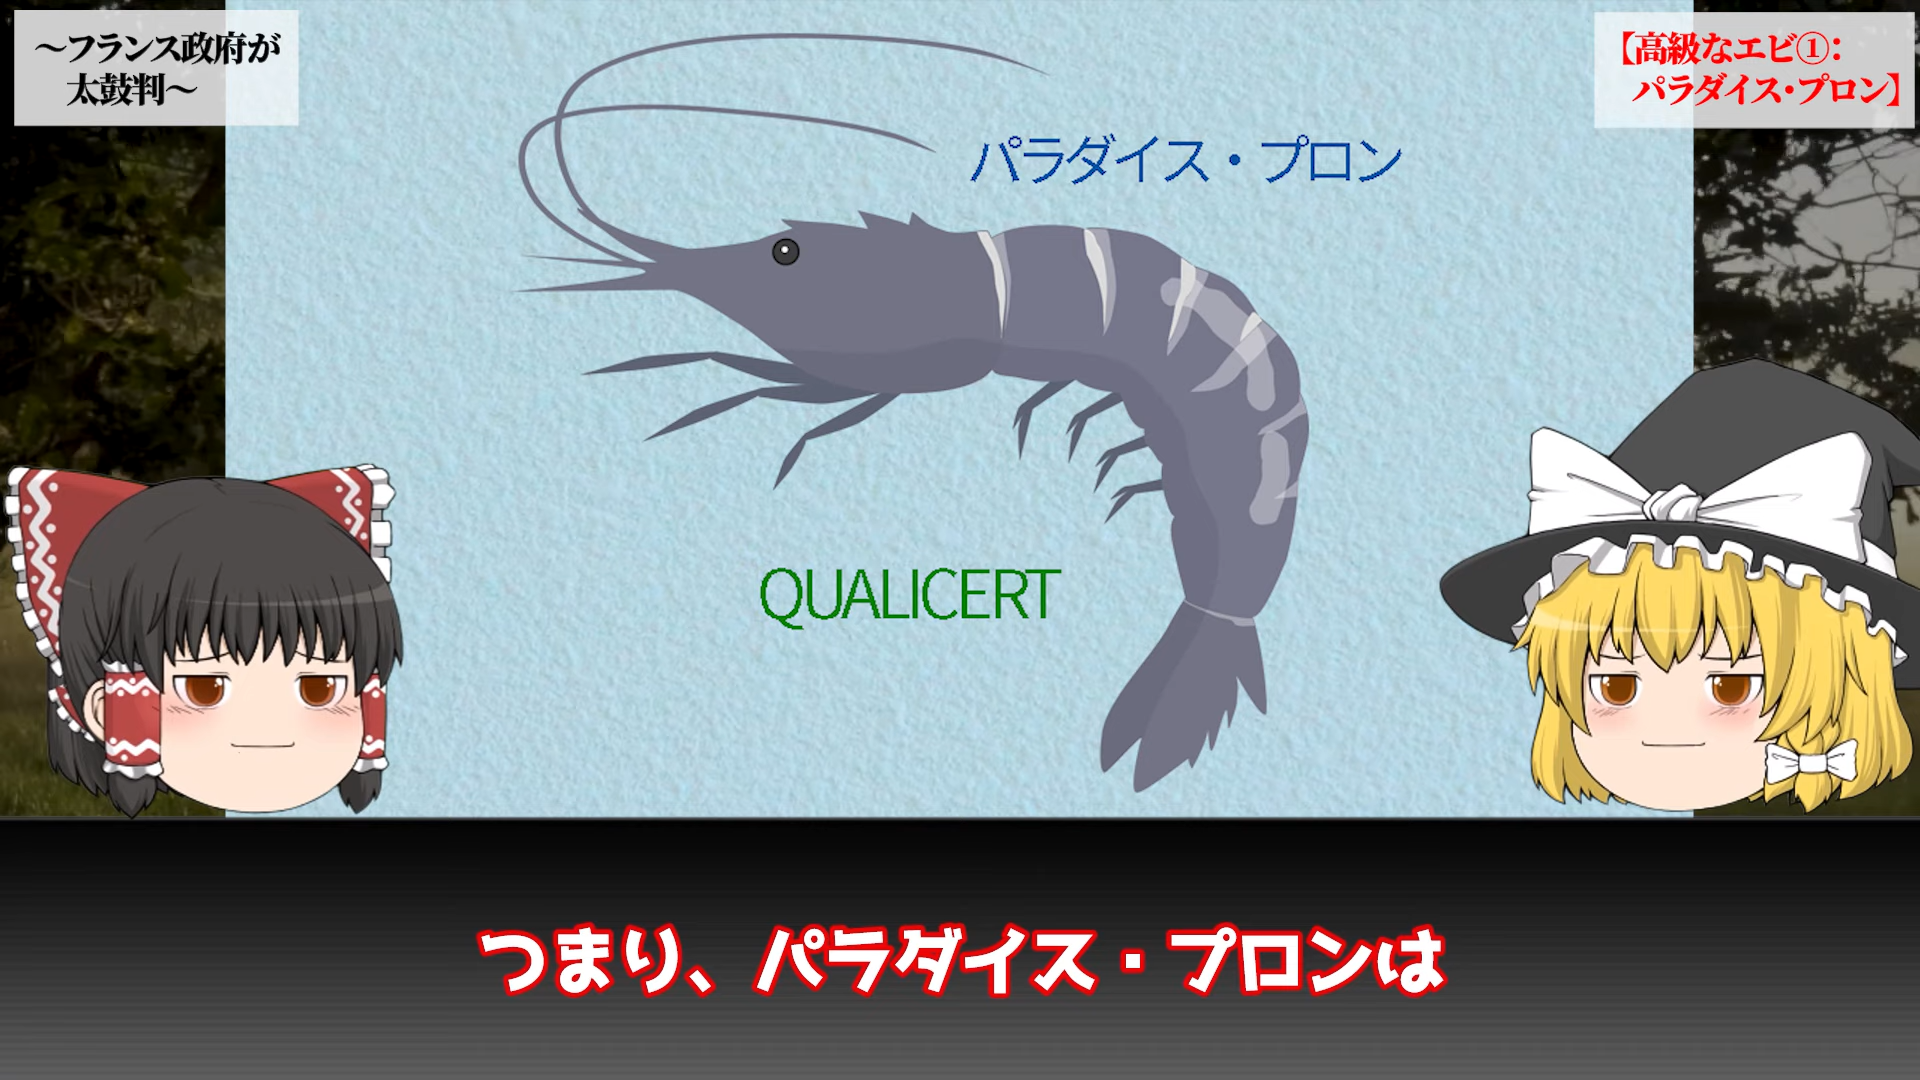 ～フランス政府が
太鼓判～
【高級なエビ①：
パラダイス・プロン】
パラダイス・プロン
QUALICERT
つまり、パラダイス・プロンは